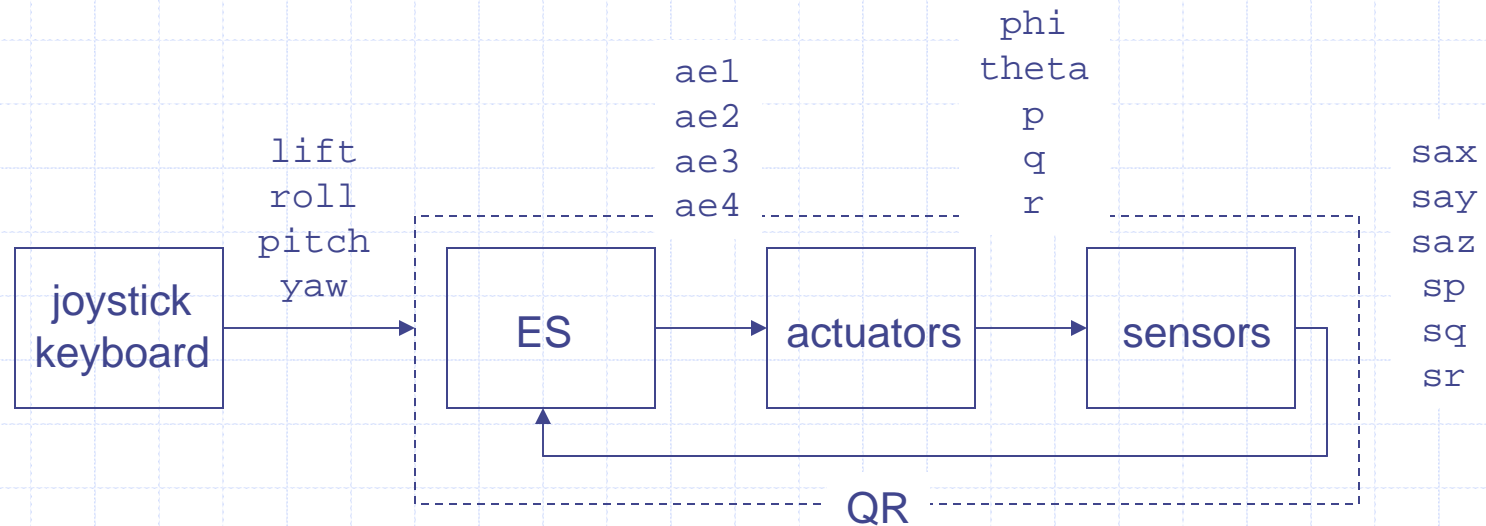 phi
theta
p
q
r
ae1
ae2
ae3
ae4
lift
roll
pitch
yaw
sax
say
saz
sp
sq
sr
joystick
keyboard
ES
actuators
sensors
QR